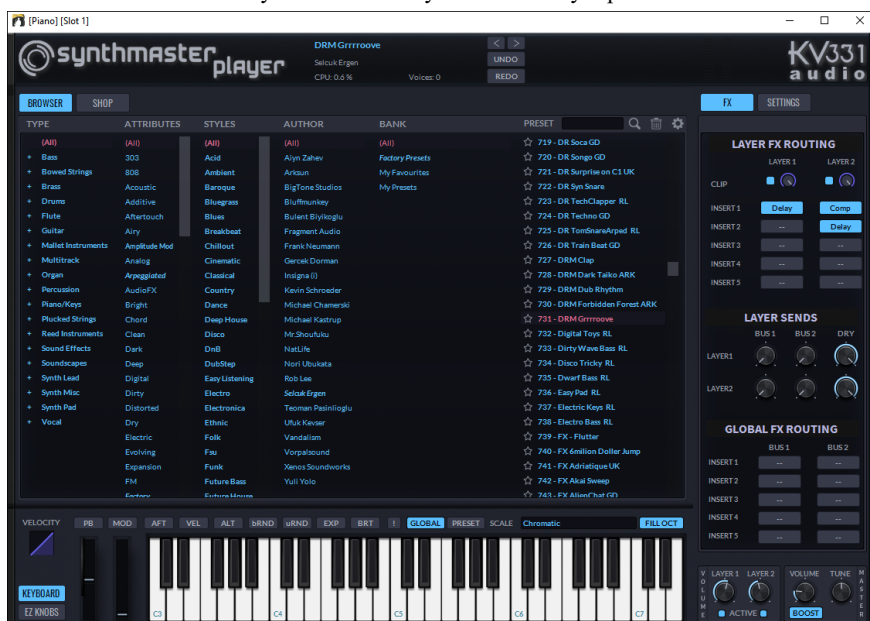 [Piano] [Slot 1]
synthmaster player
DRM Grrrroove
Selcuk Ergen
CPU: 0.6 %
Voices: 0
< >
UNDO
REDO
KV331
audio
BROWSER
SHOP
FX
SETTINGS
TYPE
(All)
+ Bass
+ Bowed Strings
+ Brass
+ Drums
+ Flute
+ Guitar
+ Mallet Instruments
+ Multitrack
+ Organ
+ Percussion
+ Piano/Keys
+ Plucked Strings
+ Reed Instruments
+ Sound Effects
+ Soundscapes
+ Synth Lead
+ Synth Misc
+ Synth Pad
+ Vocal
ATTRIBUTES
(All)
303
808
Acoustic
Additive
Aftertouch
Airy
Amplitude Mod
Analog
Arpeggiated
AudioFX
Bright
Chord
Clean
Dark
Deep
Digital
Dirty
Distorted
Dry
Electric
Evolving
Expansion
FM
Factory
STYLES
(All)
Acid
Ambient
Baroque
Bluegrass
Blues
Breakbeat
Chillout
Cinematic
Classical
Country
Dance
Deep House
Disco
DnB
DubStep
Easy Listening
Electro
Electronica
Ethnic
Folk
Fsu
Funk
Future Bass
Future House
AUTHOR
(All)
Aiyn Zahev
Arksun
BigTone Studios
Bluffmunkey
Bulent Biyikoglu
Fragment Audio
Frank Neumann
Gercek Dorman
Insigna (i)
Kevin Schroeder
Michael Chamerski
Michael Kastrup
Mr.Shoufuku
NatLife
Nori Ubukata
Rob Lee
Selcuk Ergen
Teoman Pasinlioglu
Ufuk Kevser
Vandalism
Vorpalsound
Xenos Soundworks
Yuli Yolo
BANK
(All)
Factory Presets
My Favourites
My Presets
PRESET
719 - DR Soca GD
720 - DR Songo GD
721 - DR Surprise on C1 UK
722 - DR Syn Snare
723 - DR TechClapper RL
724 - DR Techno GD
725 - DR TomSnareArped RL
726 - DR Train Beat GD
727 - DRM Clap
728 - DRM Dark Taiko ARK
729 - DRM Dub Rhythm
730 - DRM Forbidden Forest ARK
731 - DRM Grrrroove
732 - Digital Toys RL
733 - Dirty Wave Bass RL
734 - Disco Tricky RL
735 - Dwarf Bass RL
736 - Easy Pad RL
737 - Electric Keys RL
738 - Electro Bass RL
739 - FX - Flutter
740 - FX 6milion Doller Jump
741 - FX Adriatique UK
742 - FX Akai Sweep
743 - FX AlienChat GD
LAYER FX ROUTING
LAYER 1 LAYER 2
CLIP
INSERT 1 Delay Comp
INSERT 2 -- Delay
INSERT 3 -- --
INSERT 4 -- --
INSERT 5 -- --
LAYER SENDS
BUS 1 BUS 2 DRY
LAYER1
LAYER2
GLOBAL FX ROUTING
BUS 1 BUS 2
INSERT 1 -- --
INSERT 2 -- --
INSERT 3 -- --
INSERT 4 -- --
INSERT 5 -- --
VELOCITY
PB MOD AFT VEL ALT bRND uRND EXP BRT ! GLOBAL PRESET SCALE Chromatic FILL OCT
KEYBOARD
EZ KNOBS
C3 C4 C5 C6 C7
VOLUME
LAYER 1 LAYER 2
ACTIVE
VOLUME TUNE
BOOST
MASTER